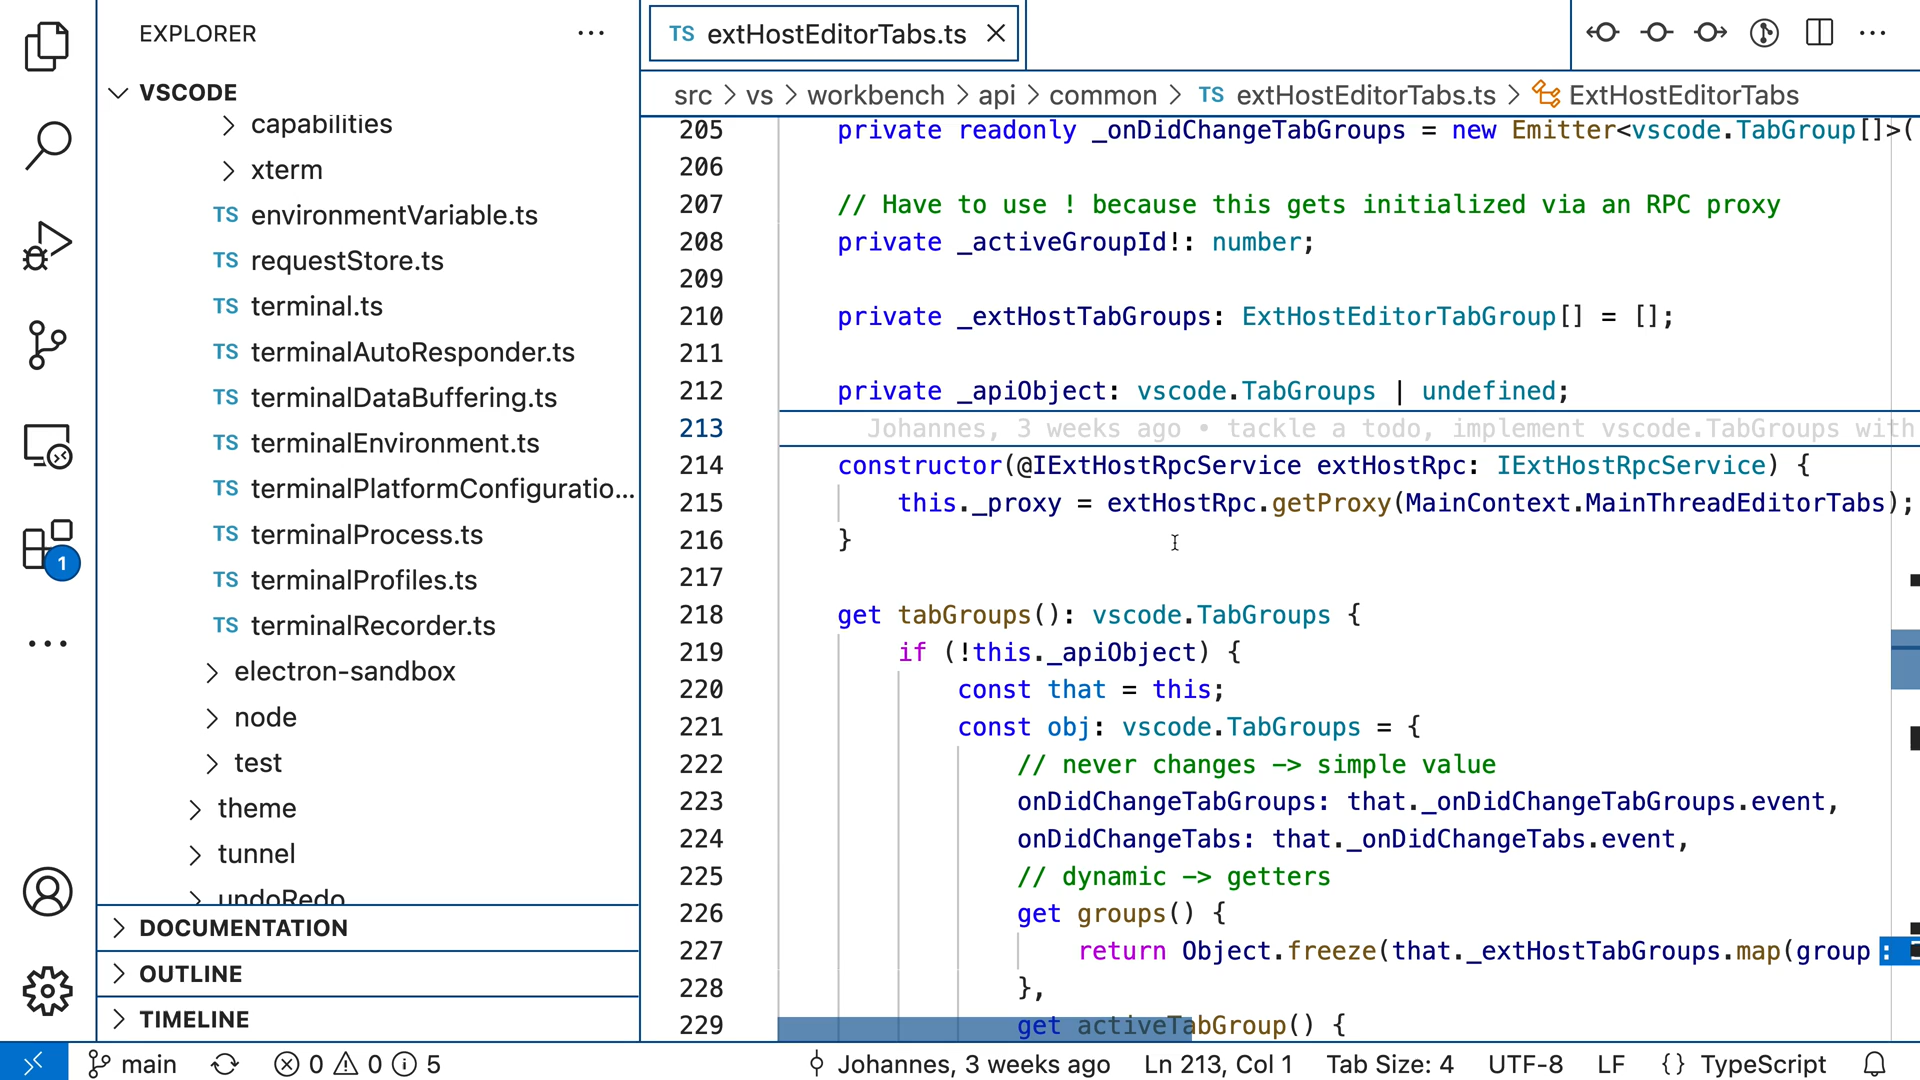 EXPLORER
VSCODE
capabilities
xterm
TS environmentVariable.ts
TS requestStore.ts
TS terminal.ts
TS terminalAutoResponder.ts
TS terminalDataBuffering.ts
TS terminalEnvironment.ts
TS terminalPlatformConfiguratio...
TS terminalProcess.ts
TS terminalProfiles.ts
TS terminalRecorder.ts
electron-sandbox
node
test
theme
tunnel
undoRedo
DOCUMENTATION
OUTLINE
TIMELINE
1
TS extHostEditorTabs.ts
src > vs > workbench > api > common > TS extHostEditorTabs.ts > ExtHostEditorTabs
205 private readonly _onDidChangeTabGroups = new Emitter<vscode.TabGroup[]>(
206
207 // Have to use ! because this gets initialized via an RPC proxy
208 private _activeGroupId!: number;
209
210 private _extHostTabGroups: ExtHostEditorTabGroup[] = [];
211
212 private _apiObject: vscode.TabGroups | undefined;
213 Johannes, 3 weeks ago • tackle a todo, implement vscode.TabGroups with
214 constructor(@IExtHostRpcService extHostRpc: IExtHostRpcService) {
215 this._proxy = extHostRpc.getProxy(MainContext.MainThreadEditorTabs);
216 }
217
218 get tabGroups(): vscode.TabGroups {
219 if (!this._apiObject) {
220 const that = this;
221 const obj: vscode.TabGroups = {
222 // never changes -> simple value
223 onDidChangeTabGroups: that._onDidChangeTabGroups.event,
224 onDidChangeTabs: that._onDidChangeTabs.event,
225 // dynamic -> getters
226 get groups() {
227 return Object.freeze(that._extHostTabGroups.map(group
228 },
229 get activeTabGroup() {
main 0 0 5 Johannes, 3 weeks ago Ln 213, Col 1 Tab Size: 4 UTF-8 LF {} TypeScript